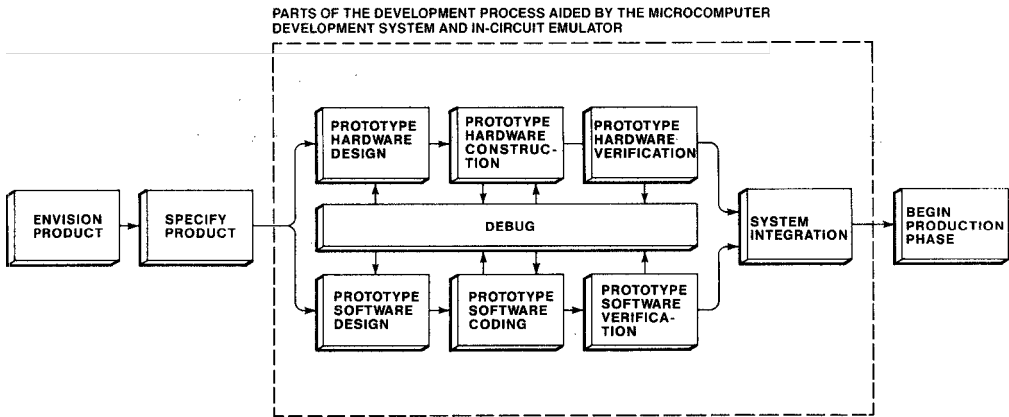 PARTS OF THE DEVELOPMENT PROCESS AIDED BY THE MICROCOMPUTER
DEVELOPMENT SYSTEM AND IN-CIRCUIT EMULATOR
ENVISION
PRODUCT
SPECIFY
PRODUCT
PROTOTYPE
HARDWARE
DESIGN
PROTOTYPE
HARDWARE
CONSTRUC-
TION
PROTOTYPE
HARDWARE
VERIFICATION
DEBUG
PROTOTYPE
SOFTWARE
DESIGN
PROTOTYPE
SOFTWARE
CODING
PROTOTYPE
SOFTWARE
VERIFICA-
TION
SYSTEM
INTEGRATION
BEGIN
PRODUCTION
PHASE